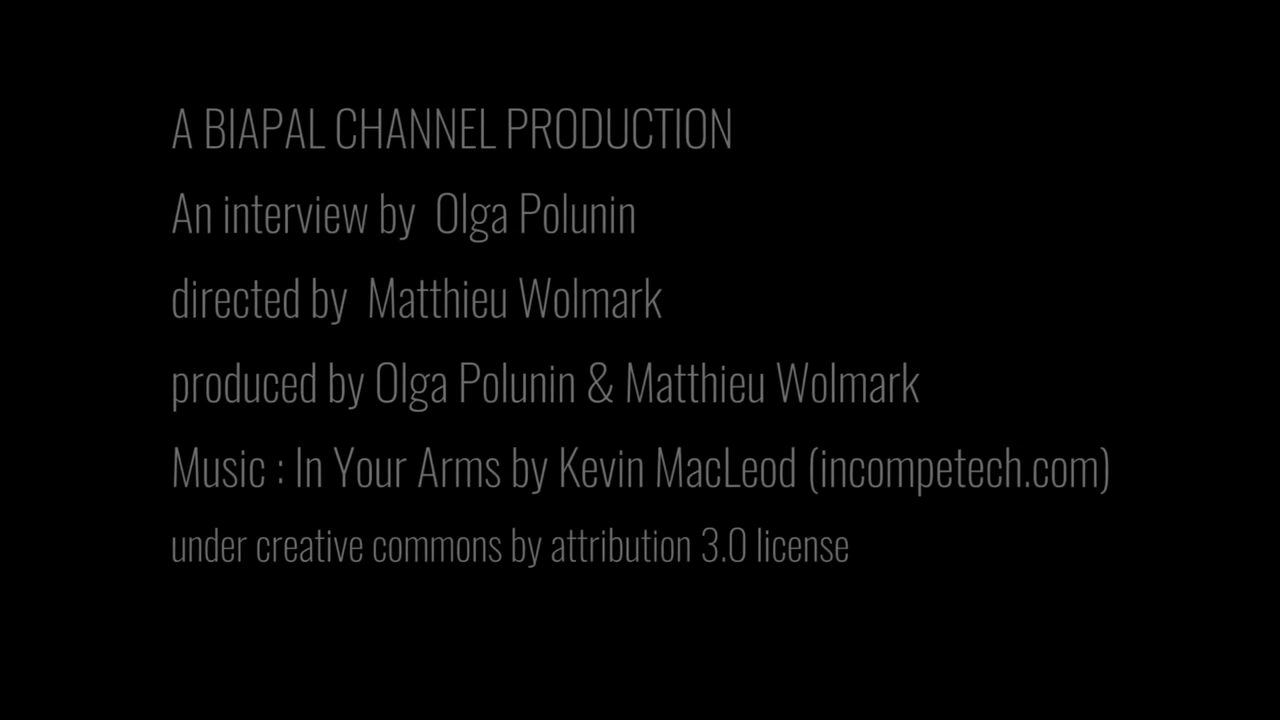 A BIAPAL CHANNEL PRODUCTION
An interview by Olga Polunin
directed by Matthieu Wolmark
produced by Olga Polunin & Matthieu Wolmark
Music : In Your Arms by Kevin MacLeod (incompetech.com)
under creative commons by attribution 3.0 license